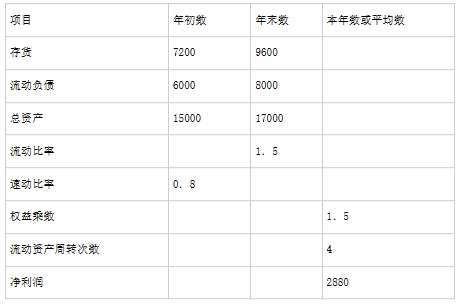 项目 年初数 年末数 本年数或平均数
存货 7200 9600
流动负债 6000 8000
总资产 15000 17000
流动比率 1．5
速动比率 0．8
权益乘数 1．5
流动资产周转次数 4
净利润 2880